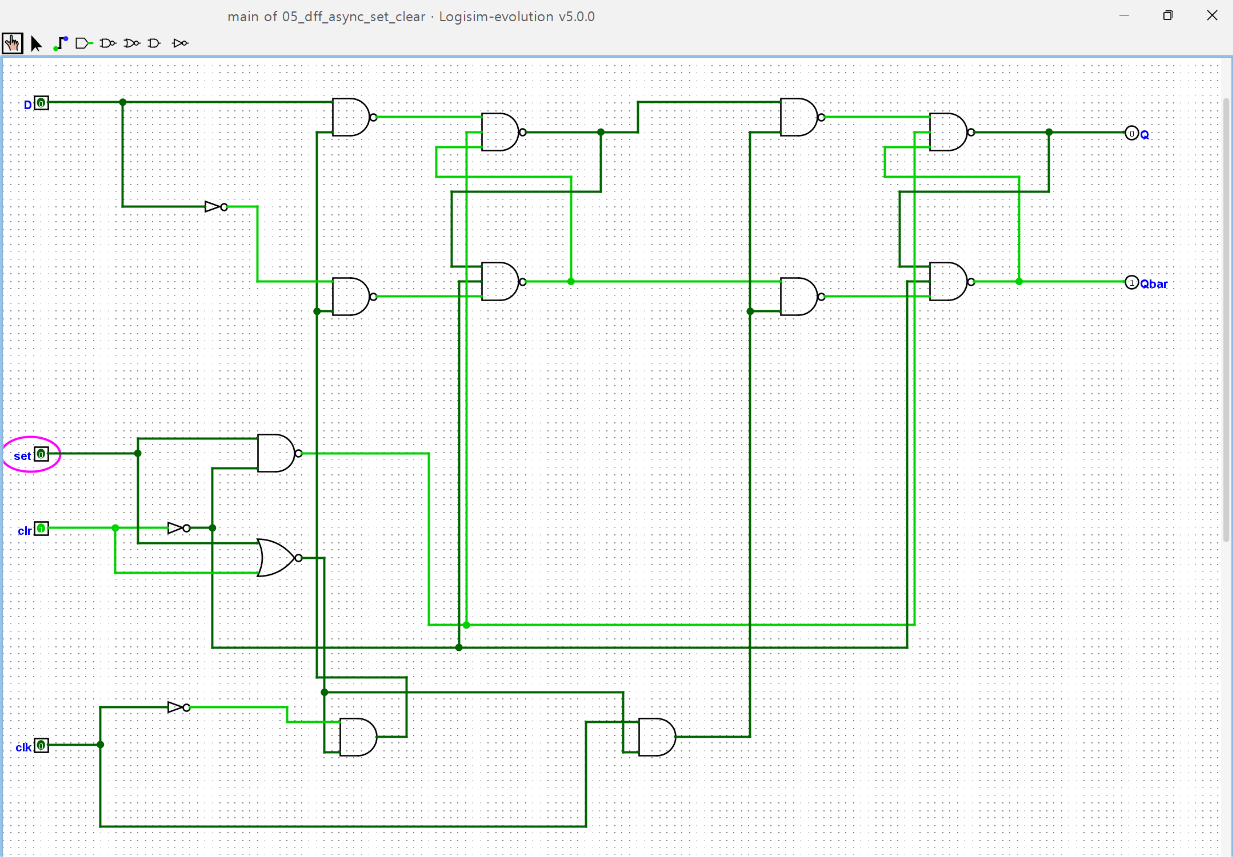 main of 05_dff_async_set_clear · Logisim-evolution v5.0.0
D 0
0 Q
1 Qbar
set 0
clr 1
clk 0